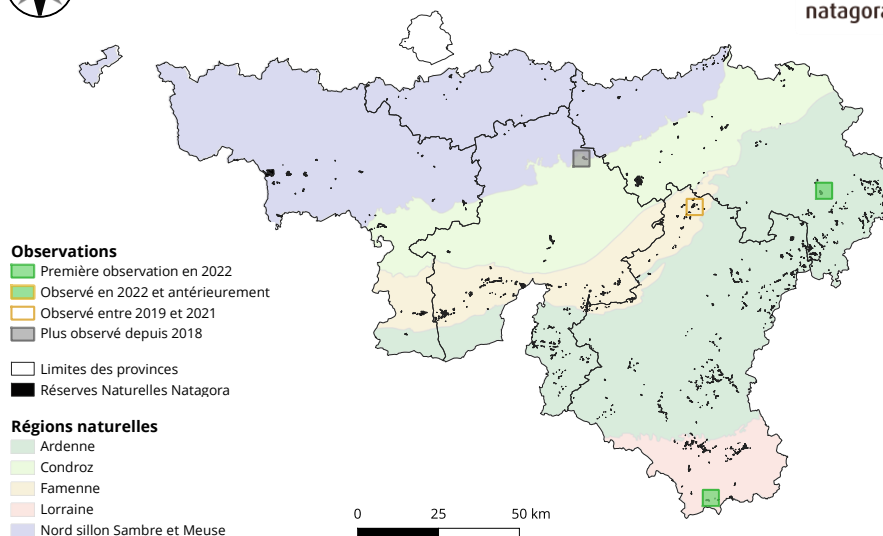 natagora
Observations
Première observation en 2022
Observé en 2022 et antérieurement
Observé entre 2019 et 2021
Plus observé depuis 2018
Limites des provinces
Réserves Naturelles Natagora
Régions naturelles
Ardenne
Condroz
Famenne
Lorraine
Nord sillon Sambre et Meuse
0 25 50 km